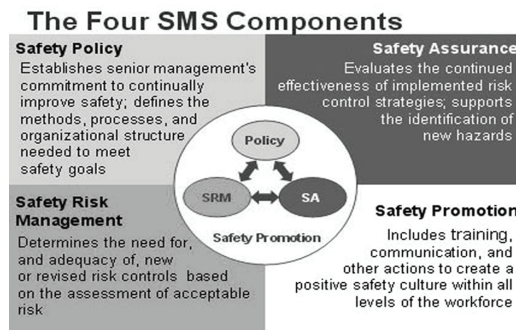 The Four SMS Components
Safety Policy
Establishes senior management's
commitment to continually
improve safety; defines the
methods, processes, and
organizational structure
needed to meet
safety goals
Safety Assurance
Evaluates the continued
effectiveness of implemented risk
control strategies; supports
the identification of
new hazards
Policy
SRM
SA
Safety Promotion
Safety Risk
Management
Determines the need for,
and adequacy of, new
or revised risk controls based
on the assessment of acceptable
risk
Safety Promotion
Includes training,
communication, and
other actions to create a
positive safety culture within all
levels of the workforce